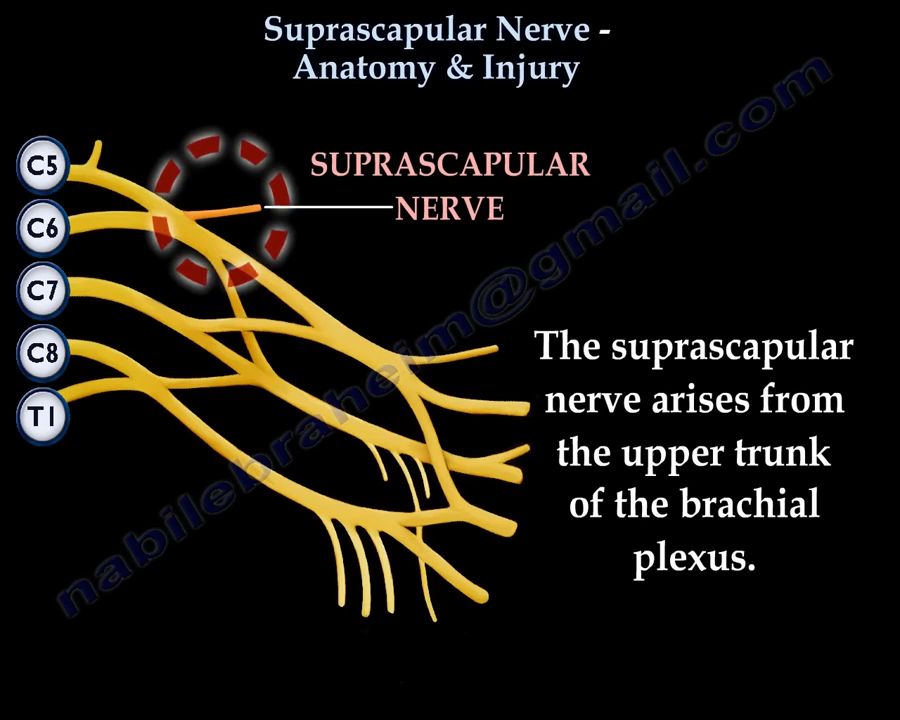 Suprascapular Nerve -
Anatomy & Injury
C5
SUPRASCAPULAR
NERVE
C6
C7
C8
T1
The suprascapular
nerve arises from
the upper trunk
of the brachial
plexus.
nabilebraheim@gmail.com